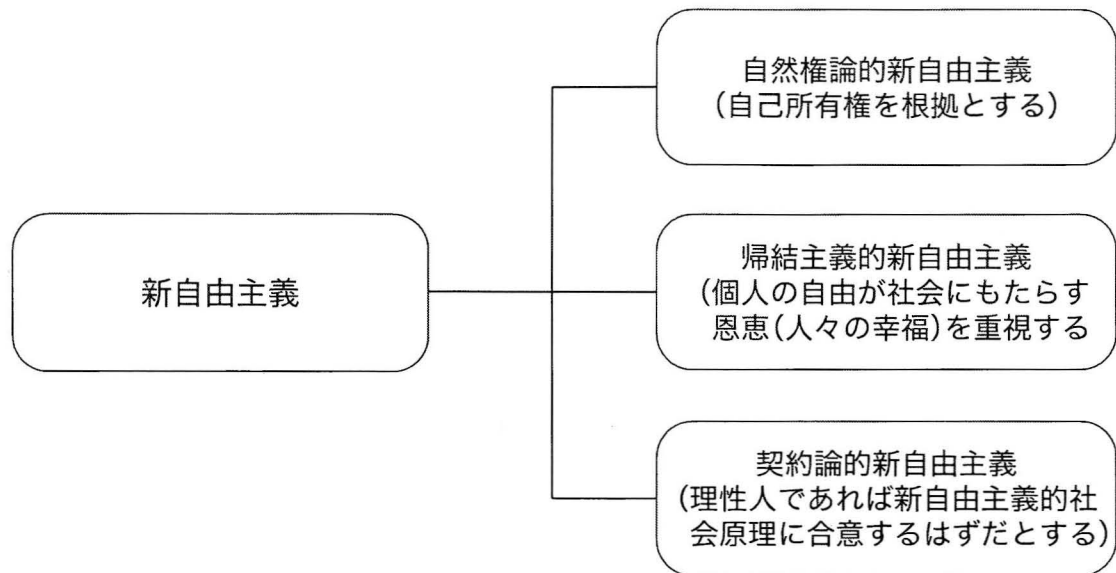 自然権論的新自由主義
(自己所有権を根拠とする)
新自由主義
帰結主義的新自由主義
(個人の自由が社会にもたらす
恩恵(人々の幸福)を重視する
契約論的新自由主義
(理性人であれば新自由主義的社
会原理に合意するはずだとする)